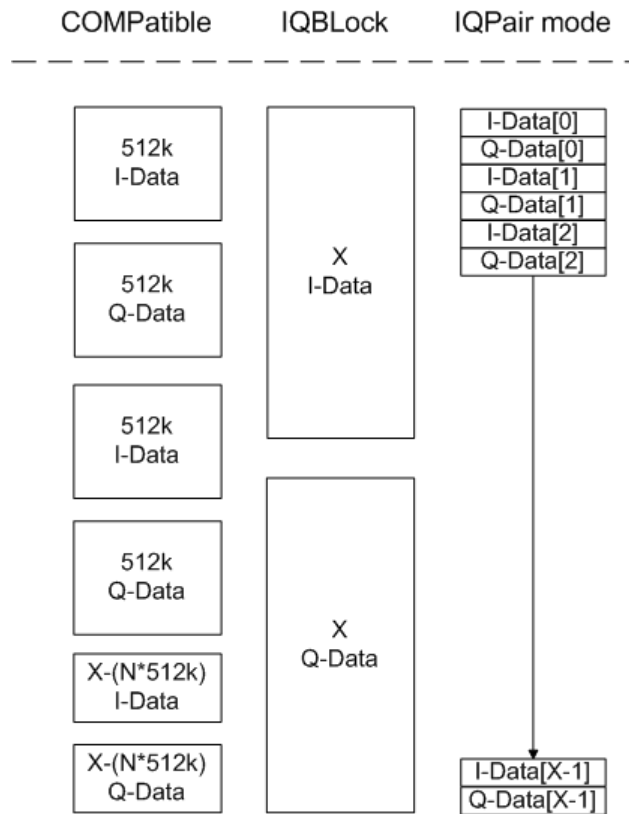 COMPatible IQBLock IQPair mode
512k
I-Data
512k
Q-Data
512k
I-Data
512k
Q-Data
X-(N*512k)
I-Data
X-(N*512k)
Q-Data
X
I-Data
X
Q-Data
I-Data[0]
Q-Data[0]
I-Data[1]
Q-Data[1]
I-Data[2]
Q-Data[2]
I-Data[X-1]
Q-Data[X-1]